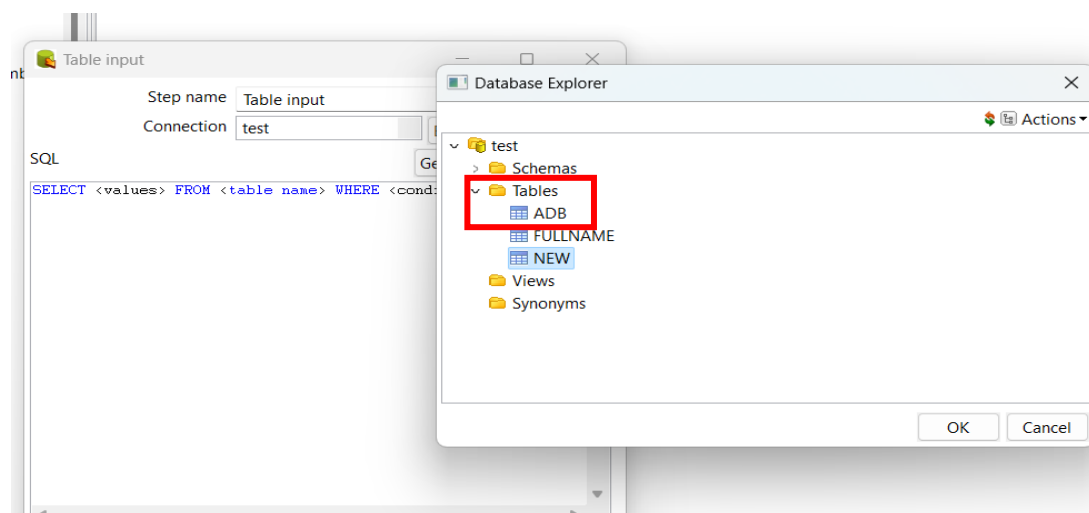 Table input
Step name Table input
Connection test
SQL
SELECT <values> FROM <table name> WHERE
Database Explorer
Actions
test
Schemas
Tables
ADB
FULLNAME
NEW
Views
Synonyms
OK Cancel